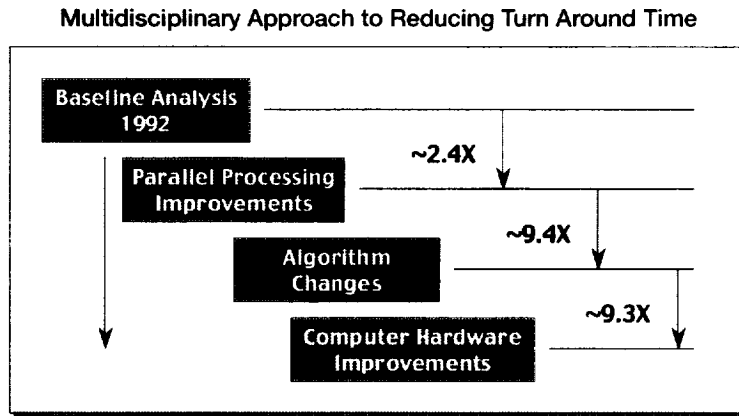 Multidisciplinary Approach to Reducing Turn Around Time
Baseline Analysis
1992
~2.4X
Parallel Processing
Improvements
~9.4X
Algorithm
Changes
~9.3X
Computer Hardware
Improvements